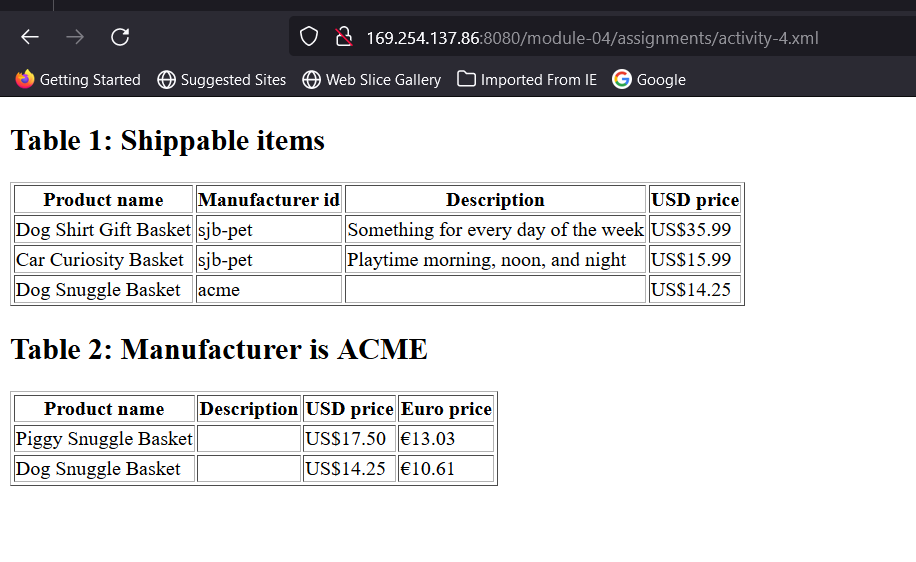 169.254.137.86:8080/module-04/assignments/activity-4.xml
Getting Started Suggested Sites Web Slice Gallery Imported From IE Google
Table 1: Shippable items
Product name Manufacturer id Description USD price
Dog Shirt Gift Basket sjb-pet Something for every day of the week US$35.99
Car Curiosity Basket sjb-pet Playtime morning, noon, and night US$15.99
Dog Snuggle Basket acme US$14.25
Table 2: Manufacturer is ACME
Product name Description USD price Euro price
Piggy Snuggle Basket US$17.50 €13.03
Dog Snuggle Basket US$14.25 €10.61